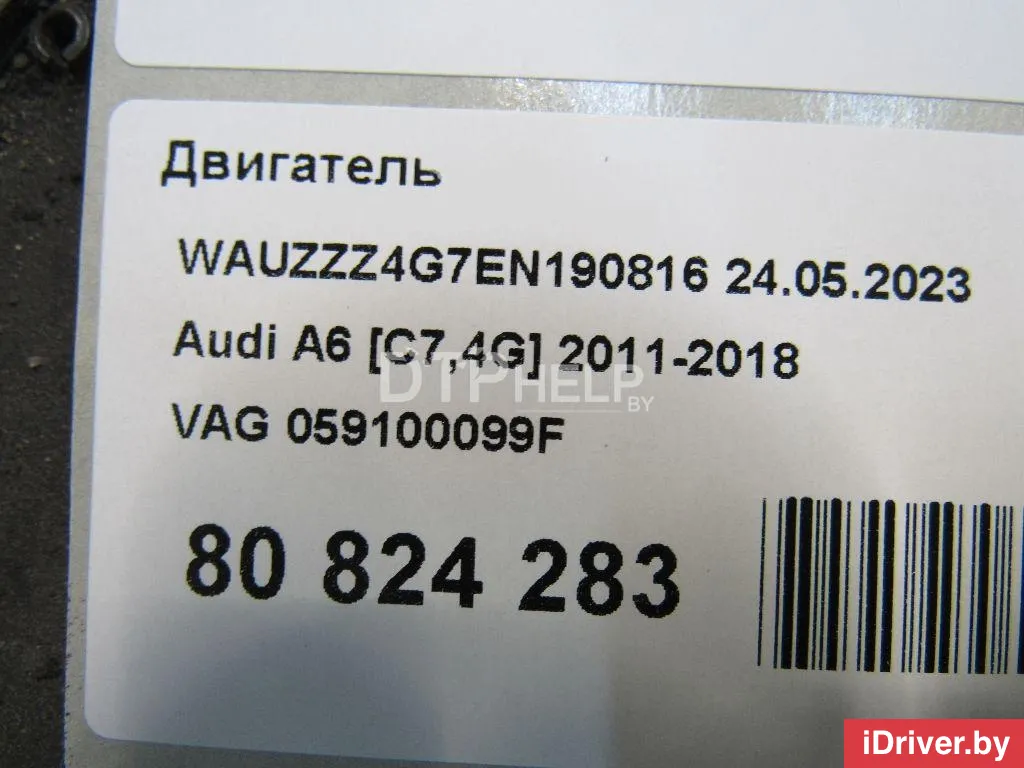 Двигатель
WAUZZZ4G7EN190816 24.05.2023
Audi A6 [C7,4G] 2011-2018
DTPHELP
BY
VAG 059100099F
80 824 283
iDriver.by